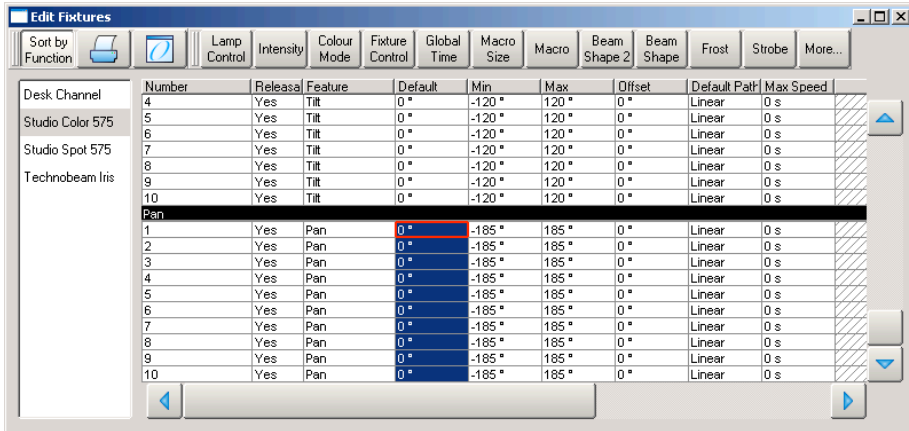 Edit Fixtures
Sort by Function
Lamp Control
Intensity
Colour Mode
Fixture Control
Global Time
Macro Size
Macro
Beam Shape 2
Beam Shape
Frost
Strobe
More...
Desk Channel
Studio Color 575
Studio Spot 575
Technobeam Iris
Number Releasa Feature Default Min Max Offset Default Path Max Speed
4 Yes Tilt 0 ° -120 ° 120 ° 0 ° Linear 0 s
5 Yes Tilt 0 ° -120 ° 120 ° 0 ° Linear 0 s
6 Yes Tilt 0 ° -120 ° 120 ° 0 ° Linear 0 s
7 Yes Tilt 0 ° -120 ° 120 ° 0 ° Linear 0 s
8 Yes Tilt 0 ° -120 ° 120 ° 0 ° Linear 0 s
9 Yes Tilt 0 ° -120 ° 120 ° 0 ° Linear 0 s
10 Yes Tilt 0 ° -120 ° 120 ° 0 ° Linear 0 s
Pan
1 Yes Pan 0 ° -185 ° 185 ° 0 ° Linear 0 s
2 Yes Pan 0 ° -185 ° 185 ° 0 ° Linear 0 s
3 Yes Pan 0 ° -185 ° 185 ° 0 ° Linear 0 s
4 Yes Pan 0 ° -185 ° 185 ° 0 ° Linear 0 s
5 Yes Pan 0 ° -185 ° 185 ° 0 ° Linear 0 s
6 Yes Pan 0 ° -185 ° 185 ° 0 ° Linear 0 s
7 Yes Pan 0 ° -185 ° 185 ° 0 ° Linear 0 s
8 Yes Pan 0 ° -185 ° 185 ° 0 ° Linear 0 s
9 Yes Pan 0 ° -185 ° 185 ° 0 ° Linear 0 s
10 Yes Pan 0 ° -185 ° 185 ° 0 ° Linear 0 s